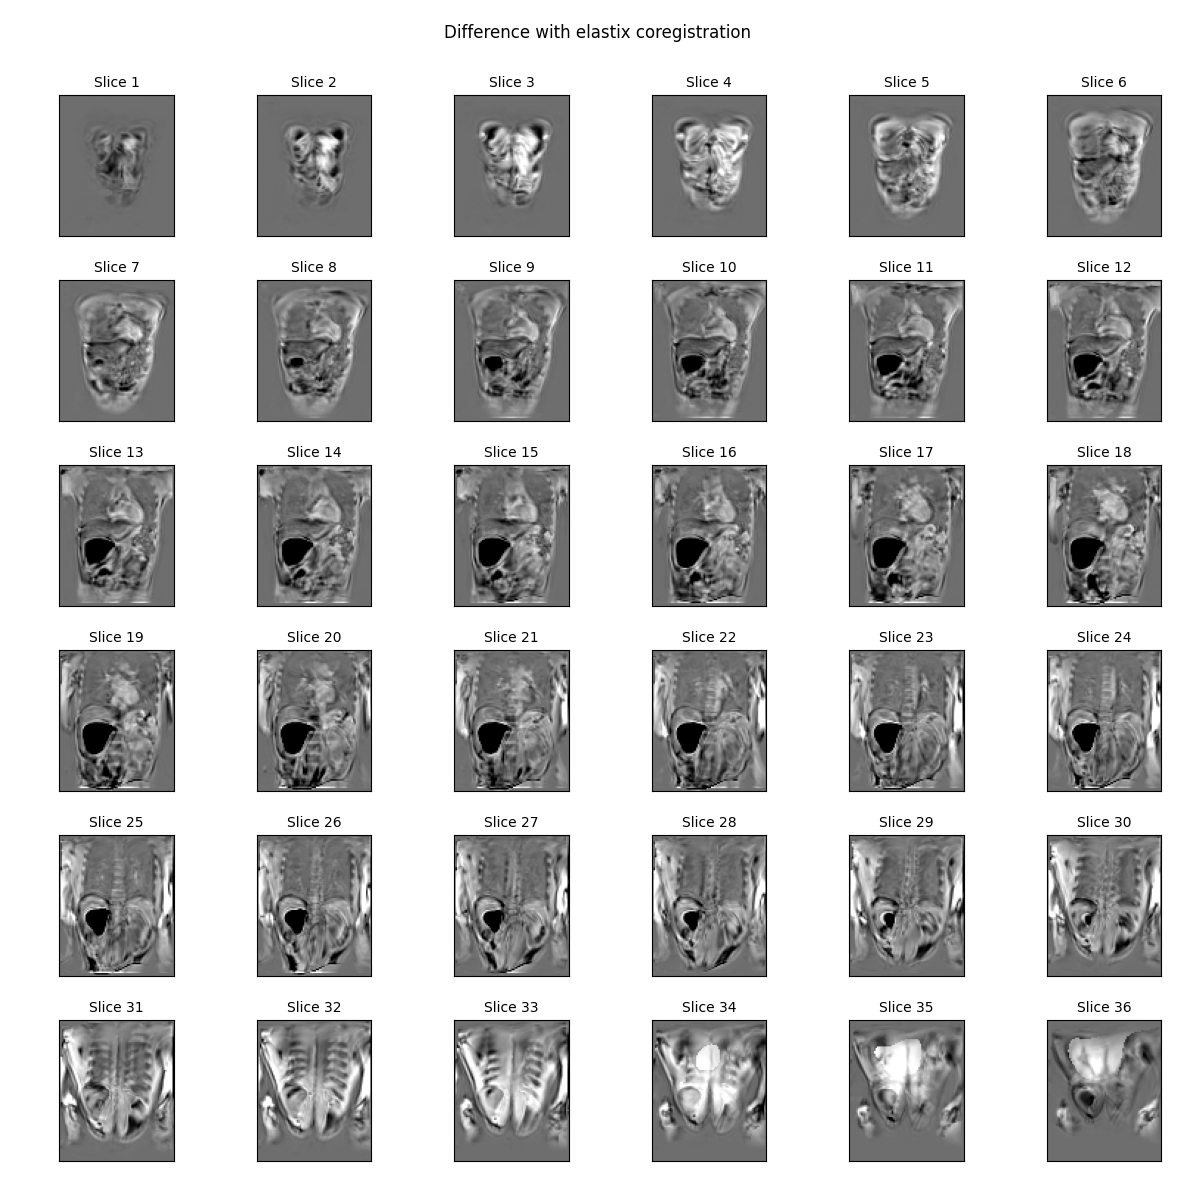 Difference with elastix coregistration
Slice 1 Slice 2 Slice 3 Slice 4 Slice 5 Slice 6
Slice 7 Slice 8 Slice 9 Slice 10 Slice 11 Slice 12
Slice 13 Slice 14 Slice 15 Slice 16 Slice 17 Slice 18
Slice 19 Slice 20 Slice 21 Slice 22 Slice 23 Slice 24
Slice 25 Slice 26 Slice 27 Slice 28 Slice 29 Slice 30
Slice 31 Slice 32 Slice 33 Slice 34 Slice 35 Slice 36